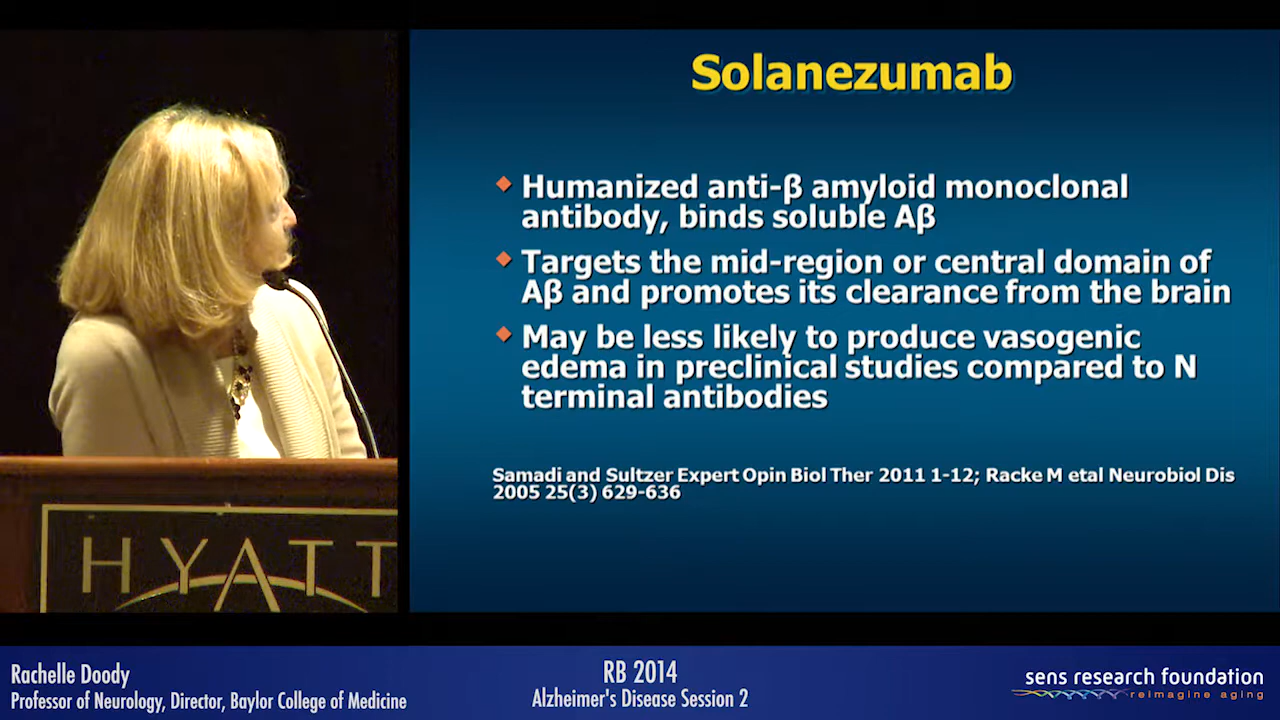 Solanezumab
Humanized anti-β amyloid monoclonal
antibody, binds soluble Aβ
Targets the mid-region or central domain of
Aβ and promotes its clearance from the brain
May be less likely to produce vasogenic
edema in preclinical studies compared to N
terminal antibodies
Samadi and Sultzer Expert Opin Biol Ther 2011 1-12; Racke M etal Neurobiol Dis
2005 25(3) 629-636
HYATT
Rachelle Doody
Professor of Neurology, Director, Baylor College of Medicine
RB 2014
Alzheimer's Disease Session 2
sens research foundation
reimagine aging